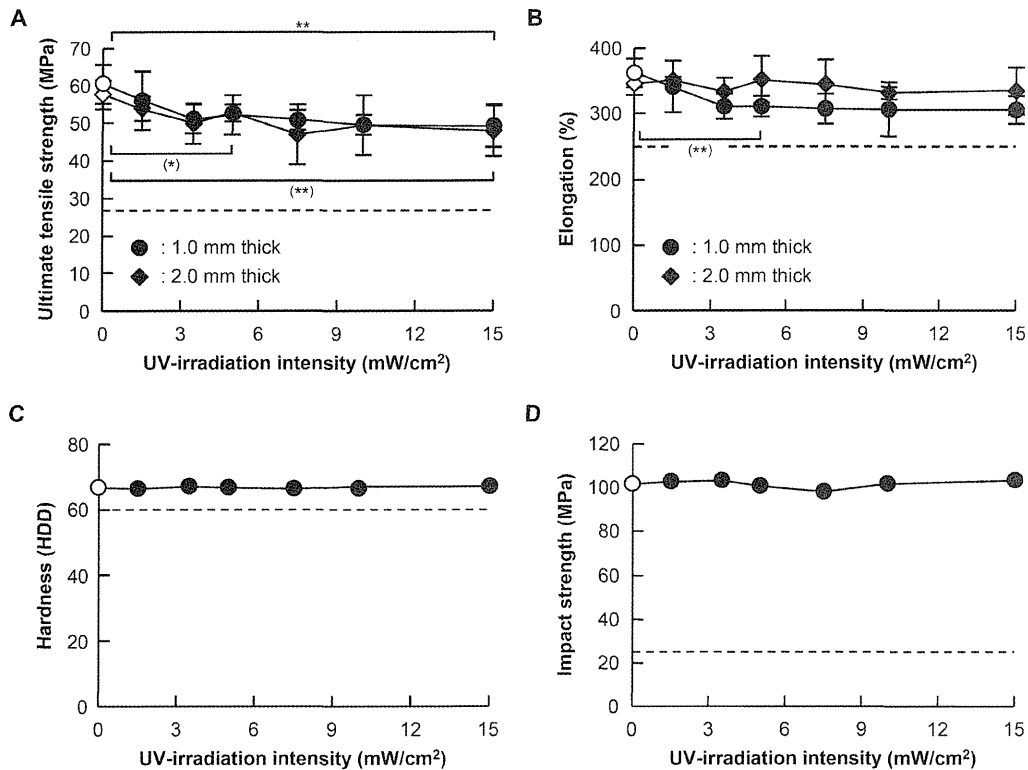 A
**
Ultimate tensile strength (MPa)
70
60
50
40
30
20
10
0
(*)
(**)
: 1.0 mm thick
: 2.0 mm thick
0 3 6 9 12 15
UV-irradiation intensity (mW/cm²)
B
Elongation (%)
400
300
200
300
100
0
(**)
: 1.0 mm thick
: 2.0 mm thick
0 3 6 9 12 15
UV-irradiation intensity (mW/cm²)
C
Hardness (HDD)
80
60
40
20
0
0 3 6 9 12 15
UV-irradiation intensity (mW/cm²)
D
Impact strength (MPa)
120
100
80
60
40
20
0
0 3 6 9 12 15
UV-irradiation intensity (mW/cm²)